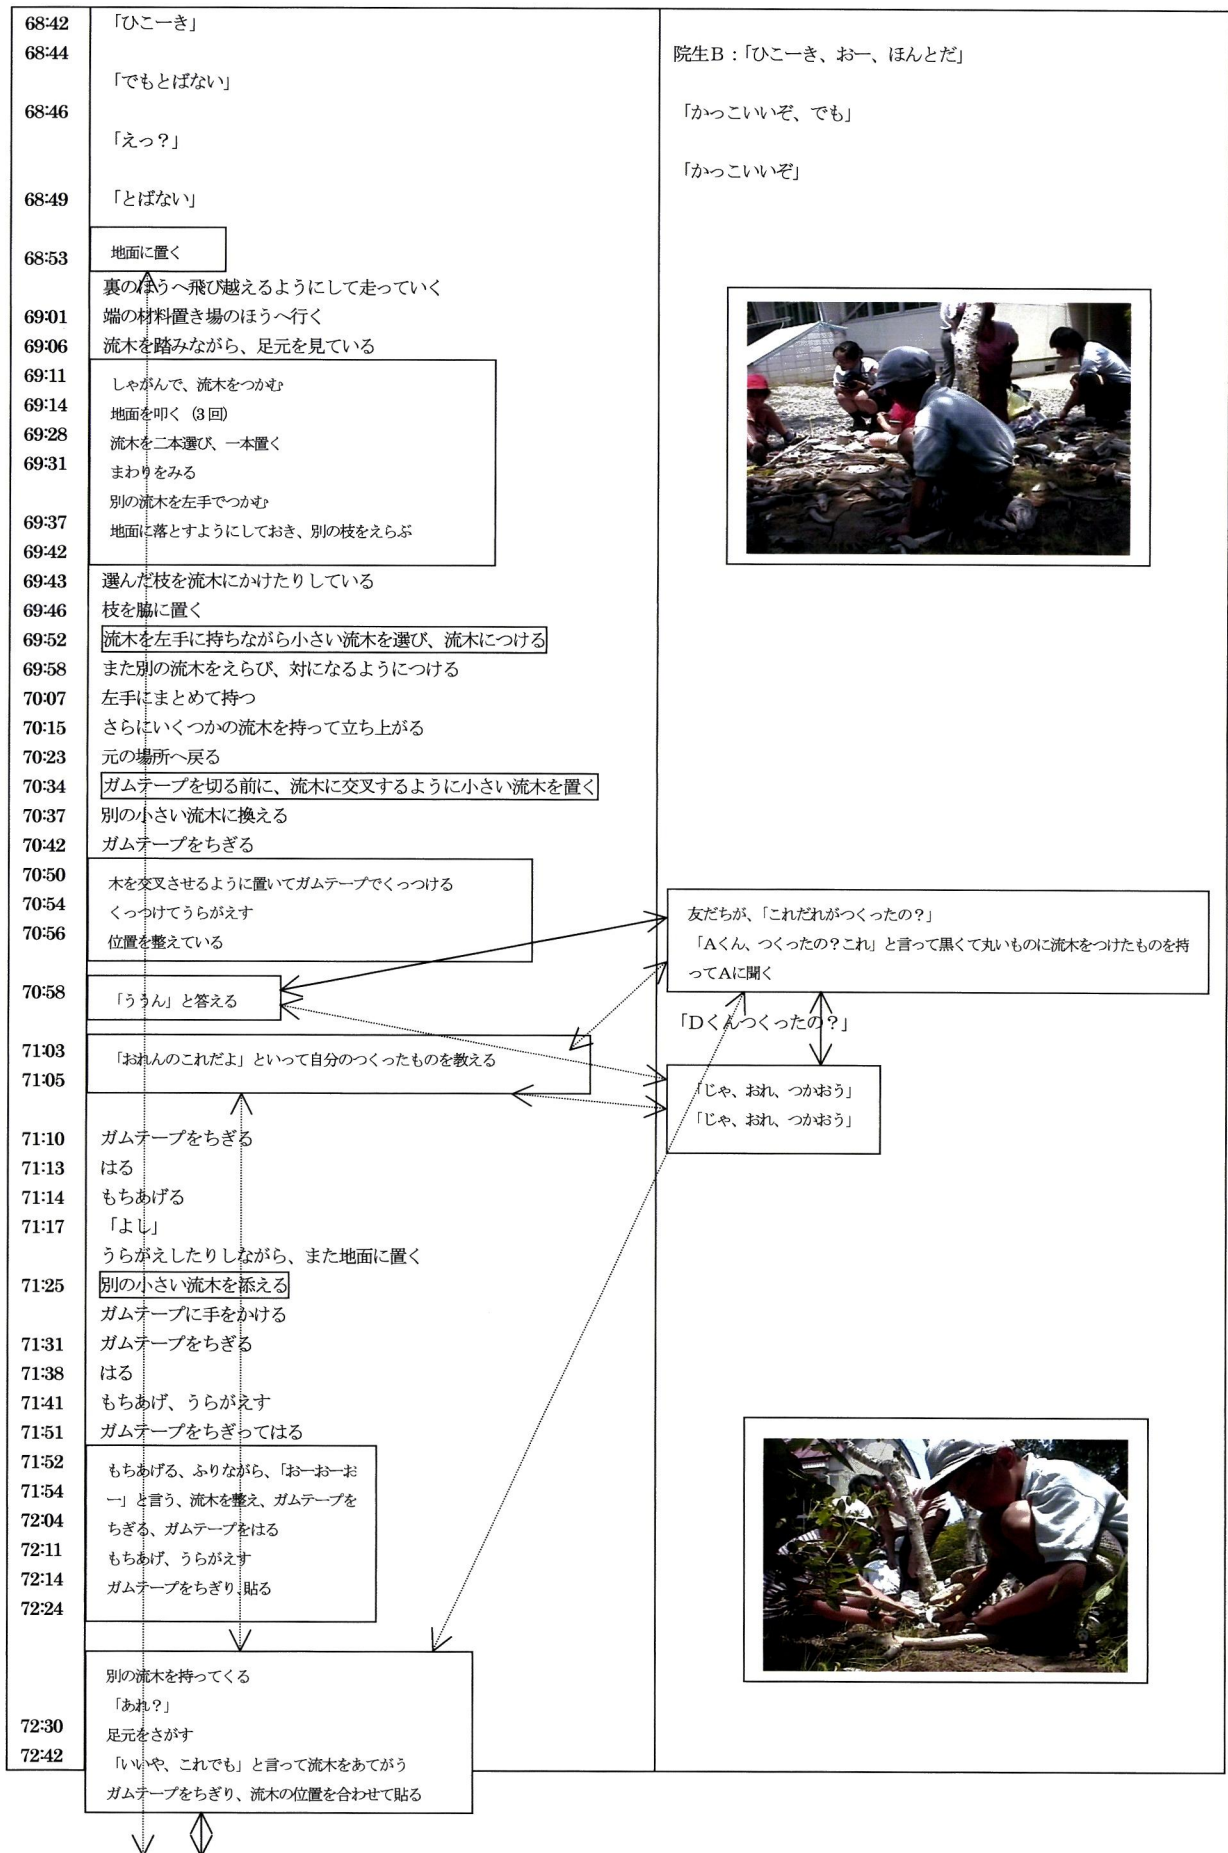 68:42 「ひこーき」
68:44 院生B：「ひこーき、おー、ほんとだ」
「でもとばない」
68:46 「かっこいいぞ、でも」
「えっ？」
「かっこいいぞ」
68:49 「とばない」
68:53 地面に置く
裏のほうへ飛び越えるようにして走っていく
69:01 端の材料置き場のほうへ行く
69:06 流木を踏みながら、足元を見ている
69:11 しゃがんで、流木をつかむ
69:14 地面を叩く（3回）
69:28 流木を二本選び、一本置く
69:31 まわりをみる
別の流木を左手でつかむ
69:37 地面に落とすようにしておき、別の枝をえらぶ
69:42
69:43 選んだ枝を流木にかけたりしている
69:46 枝を脇に置く
69:52 流木を左手に持ちながら小さい流木を選び、流木につける
69:58 また別の流木をえらび、対になるようにつける
70:07 左手にまとめて持つ
70:15 さらにいくつかの流木を持って立ち上がる
70:23 元の場所へ戻る
70:34 ガムテープを切る前に、流木に交叉するように小さい流木を置く
70:37 別の小さい流木に換える
70:42 ガムテープをちぎる
70:50 木を交叉させるように置いてガムテープでくっつける
70:54 くっつけてうらがえす
70:56 位置を整えている
友だちが、「これだれがつくったの？」
「Aくん、つくったの？これ」と言って黒くて丸いものに流木をつけたものを持
ってAに聞く
70:58 「ううん」と答える
「Dくんつくったの？」
71:03 「おれんのこれだよ」といって自分のつくったものを教える
71:05
「じゃ、おれ、つかおう」
「じゃ、おれ、つかおう」
71:10 ガムテープをちぎる
71:13 はる
71:14 もちあげる
71:17 「よし」
うらがえしたりしながら、また地面に置く
71:25 別の小さい流木を添える
ガムテープに手をかける
71:31 ガムテープをちぎる
71:38 はる
71:41 もちあげ、うらがえす
71:51 ガムテープをちぎってはる
71:52 もちあげる、ふりながら、「おーおーお
71:54 ー」と言う、流木を整え、ガムテープを
72:04 ちぎる、ガムテープをはる
72:11 もちあげ、うらがえす
72:14 ガムテープをちぎり、貼る
72:24
別の流木を持ってくる
「あれ？」
72:30 足元をさがす
72:42 「いいや、これでも」と言って流木をあてがう
ガムテープをちぎり、流木の位置を合わせて貼る